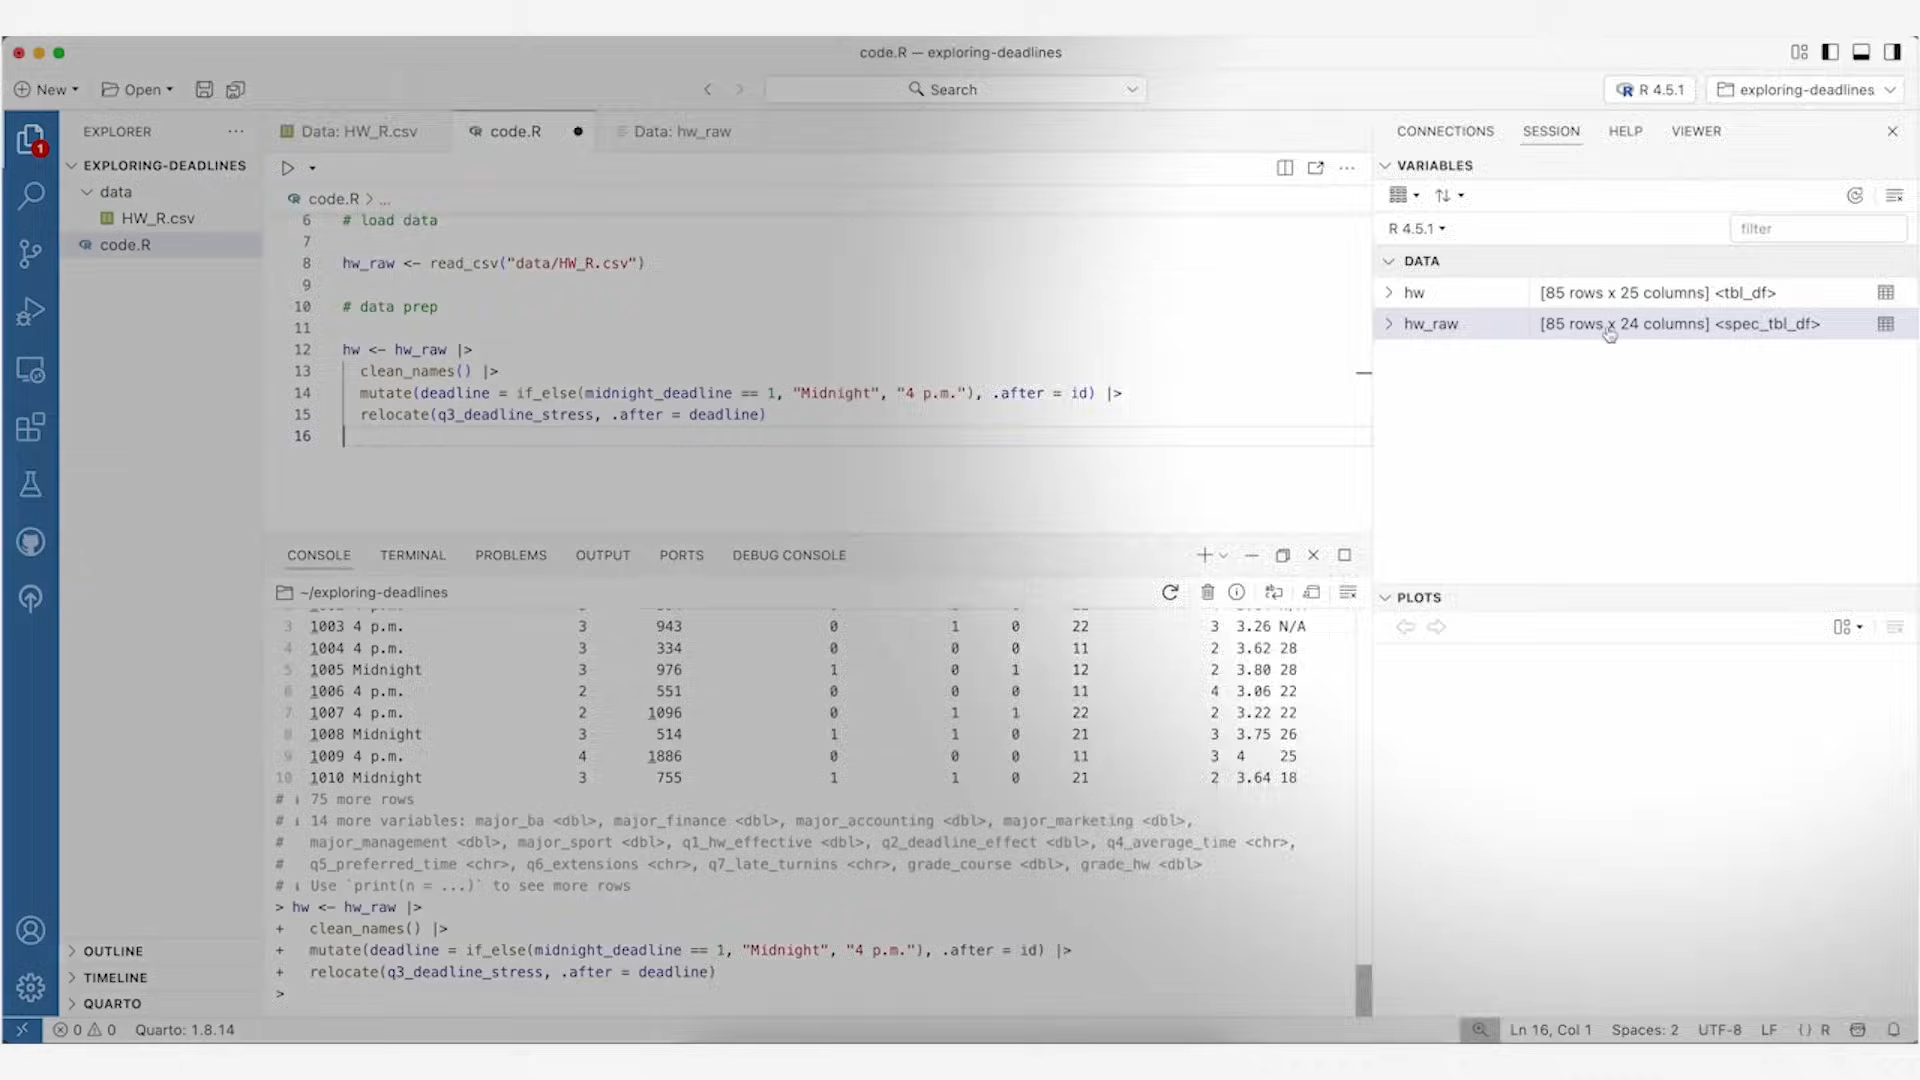 code.R — exploring-deadlines
New
Open
Search
R 4.5.1
exploring-deadlines
1
EXPLORER
EXPLORING-DEADLINES
data
HW_R.csv
code.R
OUTLINE
TIMELINE
QUARTO
Data: HW_R.csv
code.R
Data: hw_raw
code.R > ...
6 # load data
7
8 hw_raw <- read_csv("data/HW_R.csv")
9
10 # data prep
11
12 hw <- hw_raw |>
13 clean_names() |>
14 mutate(deadline = if_else(midnight_deadline == 1, "Midnight", "4 p.m."), .after = id) |>
15 relocate(q3_deadline_stress, .after = deadline)
16
CONSOLE TERMINAL PROBLEMS OUTPUT PORTS DEBUG CONSOLE
~/exploring-deadlines
3 1003 4 p.m. 3 943 0 1 0 22 3 3.26 N/A
4 1004 4 p.m. 3 334 0 0 0 11 2 3.62 28
5 1005 Midnight 3 976 1 0 1 12 2 3.80 28
6 1006 4 p.m. 2 551 0 0 0 11 4 3.06 22
7 1007 4 p.m. 2 1096 0 1 1 22 2 3.22 22
8 1008 Midnight 3 514 1 1 0 21 3 3.75 26
9 1009 4 p.m. 4 1886 0 0 0 11 3 4 25
10 1010 Midnight 3 755 1 1 0 21 2 3.64 18
# ℹ 75 more rows
# ℹ 14 more variables: major_ba <dbl>, major_finance <dbl>, major_accounting <dbl>, major_marketing <dbl>,
# major_management <dbl>, major_sport <dbl>, q1_hw_effective <dbl>, q2_deadline_effect <dbl>, q4_average_time <chr>,
# q5_preferred_time <chr>, q6_extensions <chr>, q7_late_turnins <chr>, grade_course <dbl>, grade_hw <dbl>
# ℹ Use `print(n = ...)` to see more rows
> hw <- hw_raw |>
+ clean_names() |>
+ mutate(deadline = if_else(midnight_deadline == 1, "Midnight", "4 p.m."), .after = id) |>
+ relocate(q3_deadline_stress, .after = deadline)
>
CONNECTIONS SESSION HELP VIEWER
VARIABLES
R 4.5.1
filter
DATA
hw [85 rows x 25 columns] <tbl_df>
hw_raw [85 rows x 24 columns] <spec_tbl_df>
PLOTS
0 0 Quarto: 1.8.14
Ln 16, Col 1 Spaces: 2 UTF-8 LF {} R